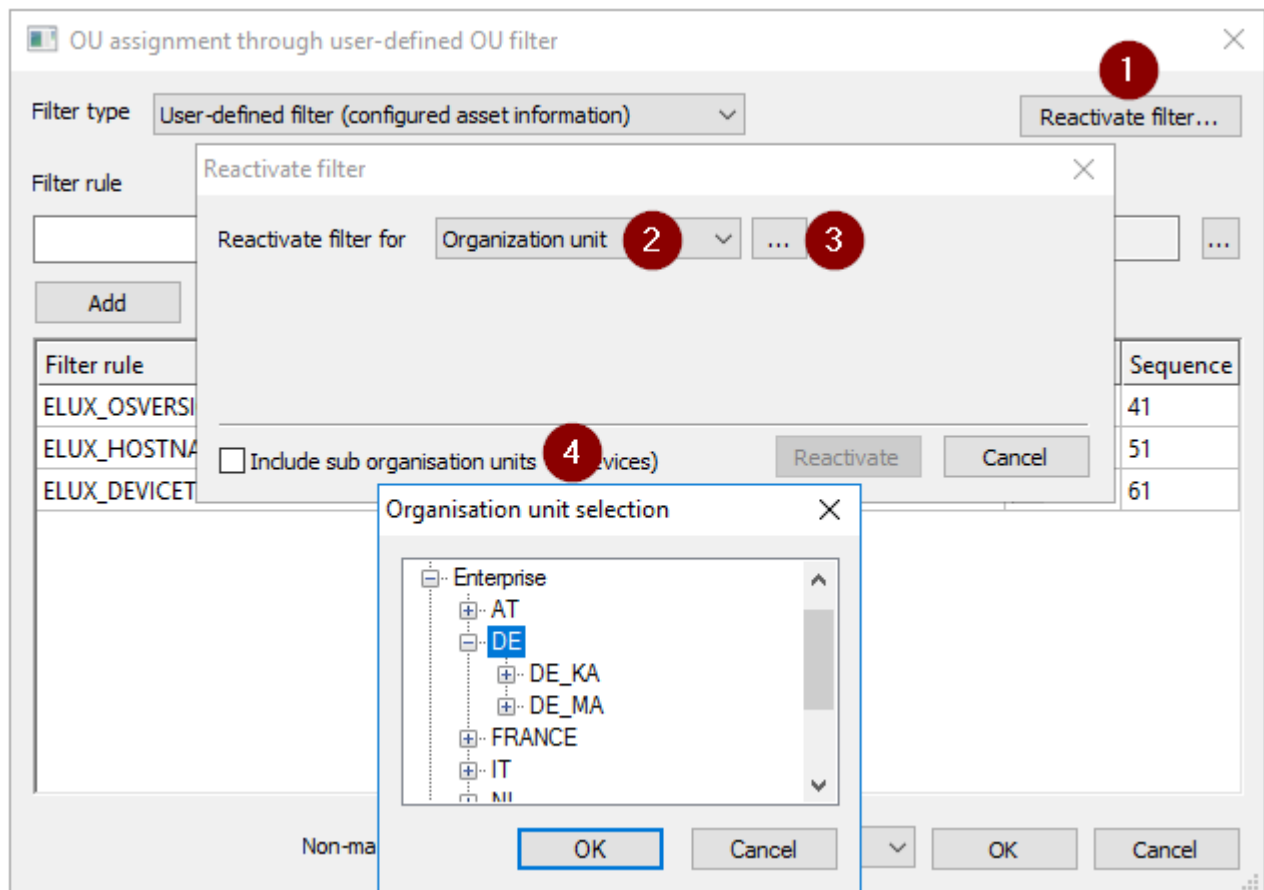 OU assignment through user-defined OU filter
1
Filter type User-defined filter (configured asset information) Reactivate filter...
Reactivate filter
Filter rule
Reactivate filter for Organization unit 2 ... 3
...
Add
Filter rule Sequence
ELUX_OSVERSI 41
ELUX_HOSTNA 51
ELUX_DEVICET 61
Include sub organisation units 4 evices) Reactivate Cancel
Organisation unit selection
Enterprise
AT
DE
DE_KA
DE_MA
FRANCE
IT
Non-ma
OK Cancel
OK Cancel